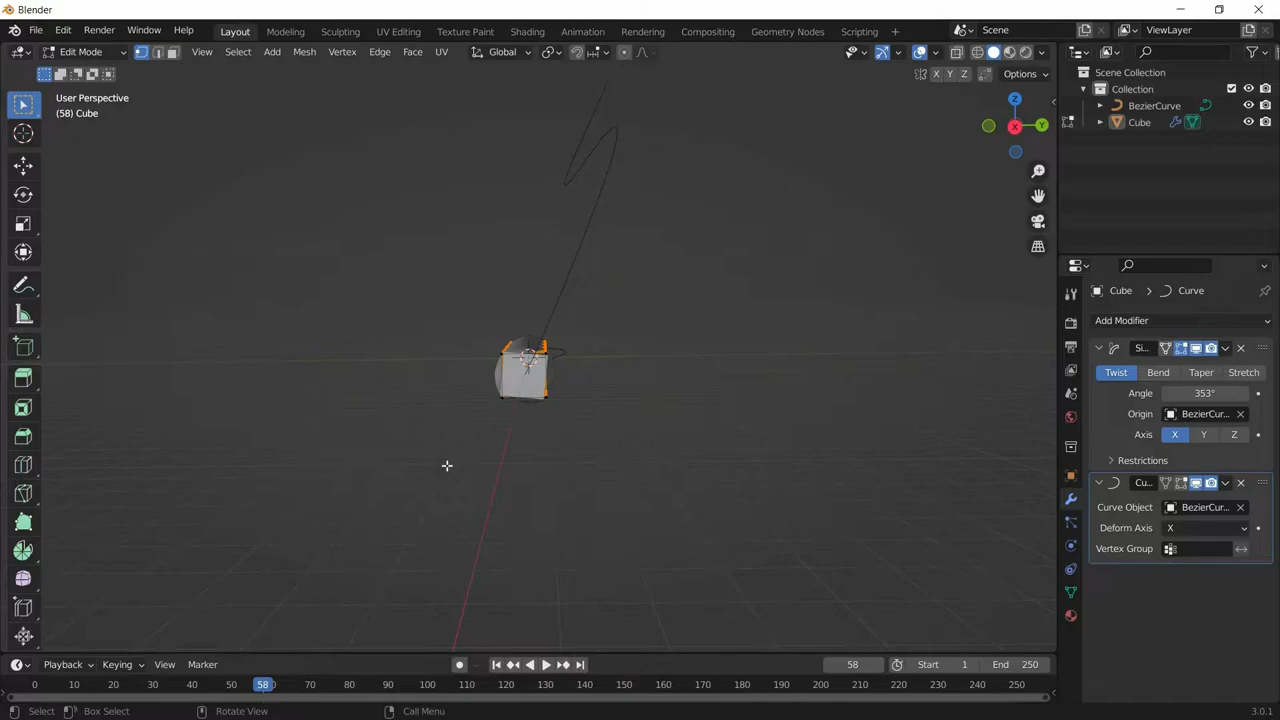 Blender
File Edit Render Window Help Layout Modeling Sculpting UV Editing Texture Paint Shading Animation Rendering Compositing Geometry Nodes Scripting Scene ViewLayer
Edit Mode View Select Add Mesh Vertex Edge Face UV Global
X Y Z Options
User Perspective
(58) Cube
Z
X
Y
Scene Collection
Collection
BezierCurve
Cube
Cube Curve
Add Modifier
Si...
Twist Bend Taper Stretch
Angle 353°
Origin BezierCur...
Axis X Y Z
Restrictions
Cu...
Curve Object BezierCur...
Deform Axis X
Vertex Group
Playback Keying View Marker 58 Start 1 End 250
0 10 20 30 40 50 58 70 80 90 100 110 120 130 140 150 160 170 180 190 200 210 220 230 240 250
Select Box Select Rotate View Call Menu 3.0.1